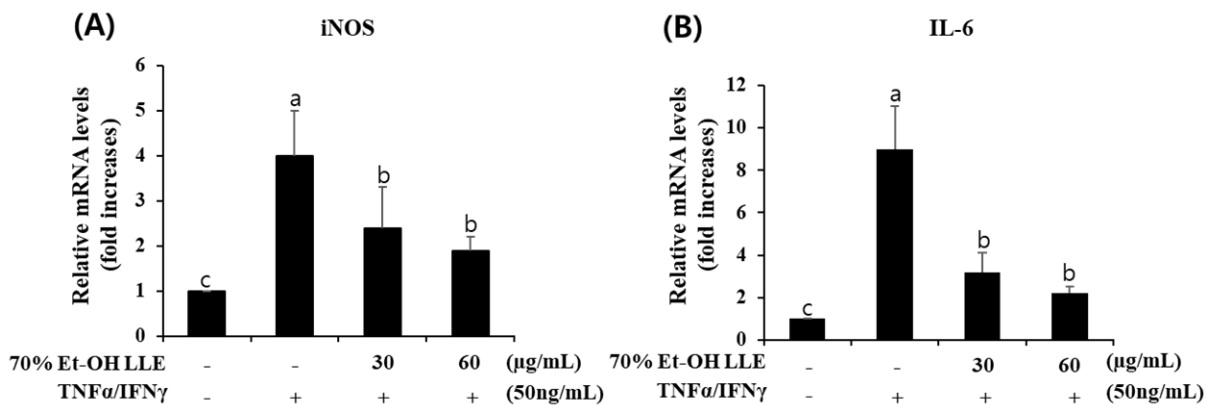 (A)
iNOS
Relative mRNA levels
(fold increases)
6
5
4
3
2
1
0
c
a
b
b
70% Et-OH LLE - - 30 60 (μg/mL)
TNFα/IFNγ - + + + (50ng/mL)
(B)
IL-6
Relative mRNA levels
(fold increases)
12
10
8
6
4
2
0
c
a
b
b
70% Et-OH LLE - - 30 60 (μg/mL)
TNFα/IFNγ - + + + (50ng/mL)